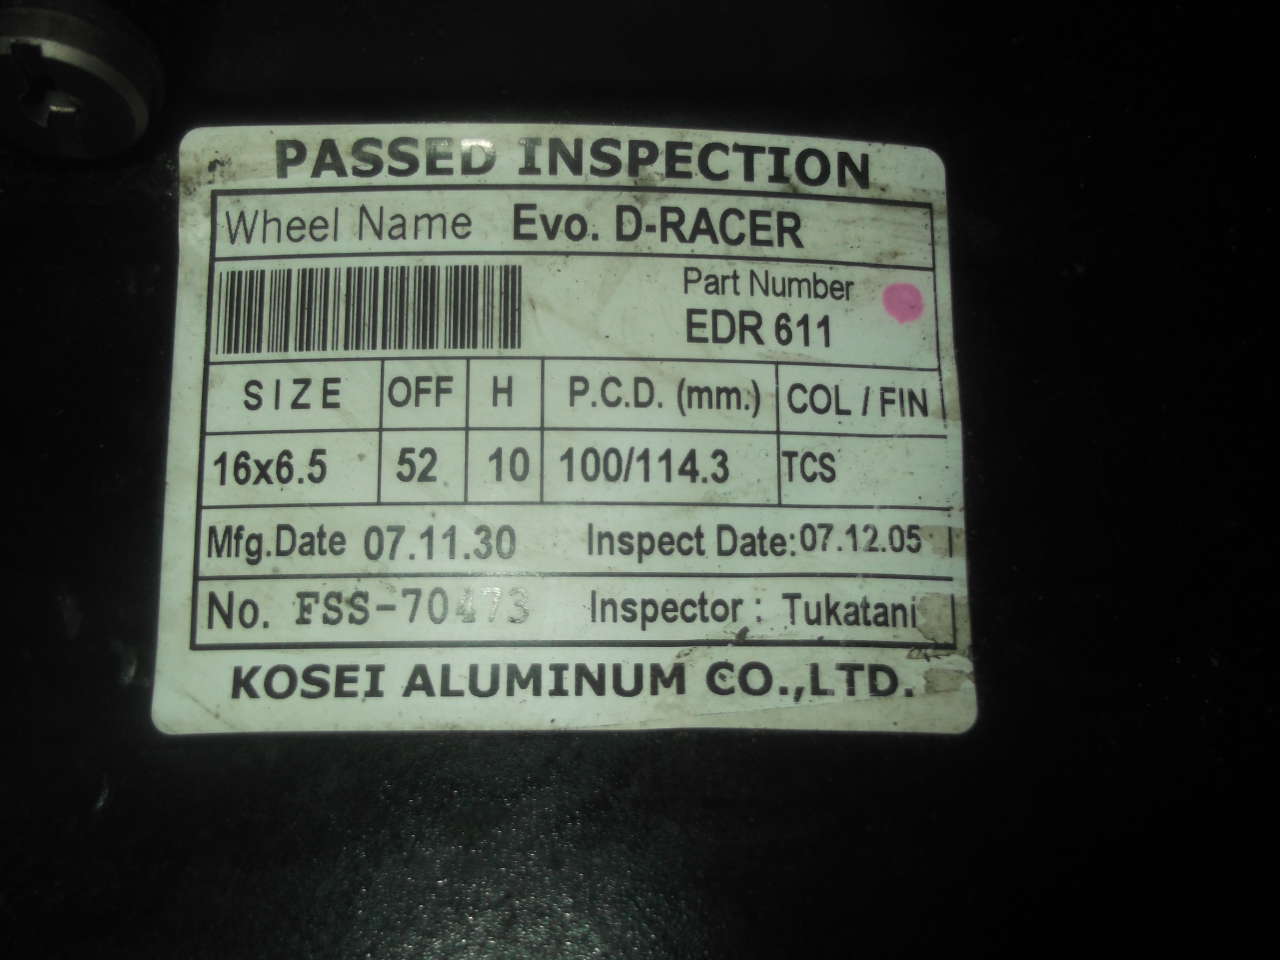 PASSED INSPECTION
Wheel Name Evo. D-RACER
Part Number
EDR 611
SIZE OFF H P.C.D. (mm.) COL / FIN
16x6.5 52 10 100/114.3 TCS
Mfg.Date 07.11.30 Inspect Date:07.12.05
No. FSS-70473 Inspector : Tukatani
KOSEI ALUMINUM CO.,LTD.